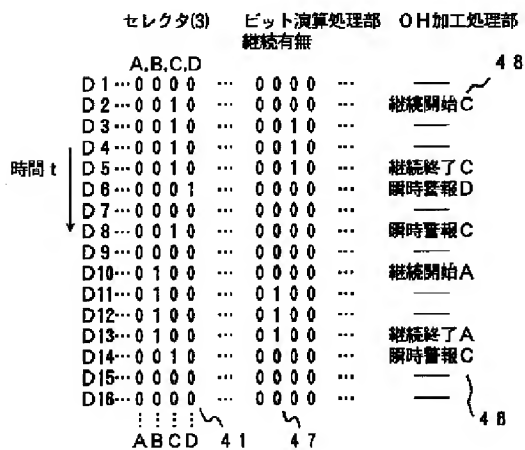 セレクタ(3) ビット演算処理部 OH加工処理部
継続有無
A,B,C,D 48
D1…0000 … 0000 … ――
D2…0010 … 0000 … 継続開始C
D3…0010 … 0010 … ――
D4…0010 … 0010 … ――
時間t D5…0010 … 0010 … 継続終了C
D6…0001 … 0000 … 瞬時警報D
D7…0000 … 0000 … ――
D8…0010 … 0000 … 瞬時警報C
D9…0000 … 0000 … ――
D10…0100 … 0000 … 継続開始A
D11…0100 … 0100 … ――
D12…0100 … 0100 … ――
D13…0100 … 0100 … 継続終了A
D14…0010 … 0000 … 瞬時警報C
D15…0000 … 0000 … ――
D16…0000 … 0000 … ――
ABCD 41 47 48